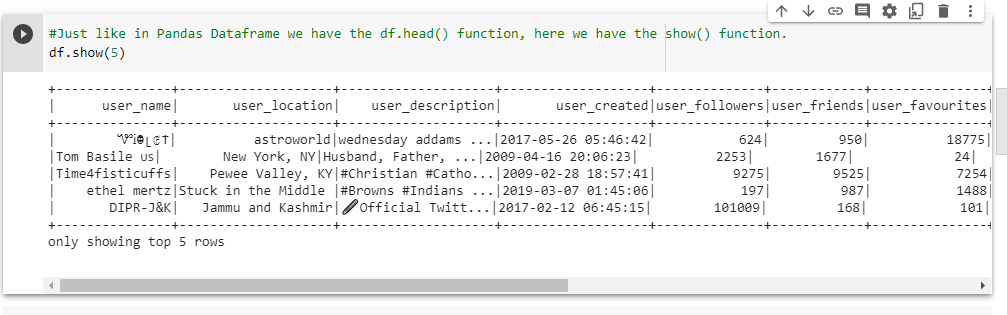 #Just like in Pandas Dataframe we have the df.head() function, here we have the show() function.
df.show(5)
+---------------+--------------------+--------------------+-------------------+--------------+------------+---------------+
|      user_name|       user_location|    user_description|       user_created|user_followers|user_friends|user_favourites|
+---------------+--------------------+--------------------+-------------------+--------------+------------+---------------+
|               |          astroworld|wednesday addams ...|2017-05-26 05:46:42|           624|         950|          18775|
|Tom Basile us|        New York, NY|Husband, Father, ...|2009-04-16 20:06:23|          2253|        1677|             24|
|Time4fisticuffs|     Pewee Valley, KY|#Christian #Catho...|2009-02-28 18:57:41|          9275|        9525|           7254|
|    ethel mertz|Stuck in the Middle |#Browns #Indians ...|2019-03-07 01:45:06|           197|         987|           1488|
|       DIPR-J&K|   Jammu and Kashmir|🖊Official Twitt...|2017-02-12 06:45:15|        101009|         168|            101|
+---------------+--------------------+--------------------+-------------------+--------------+------------+---------------+
only showing top 5 rows